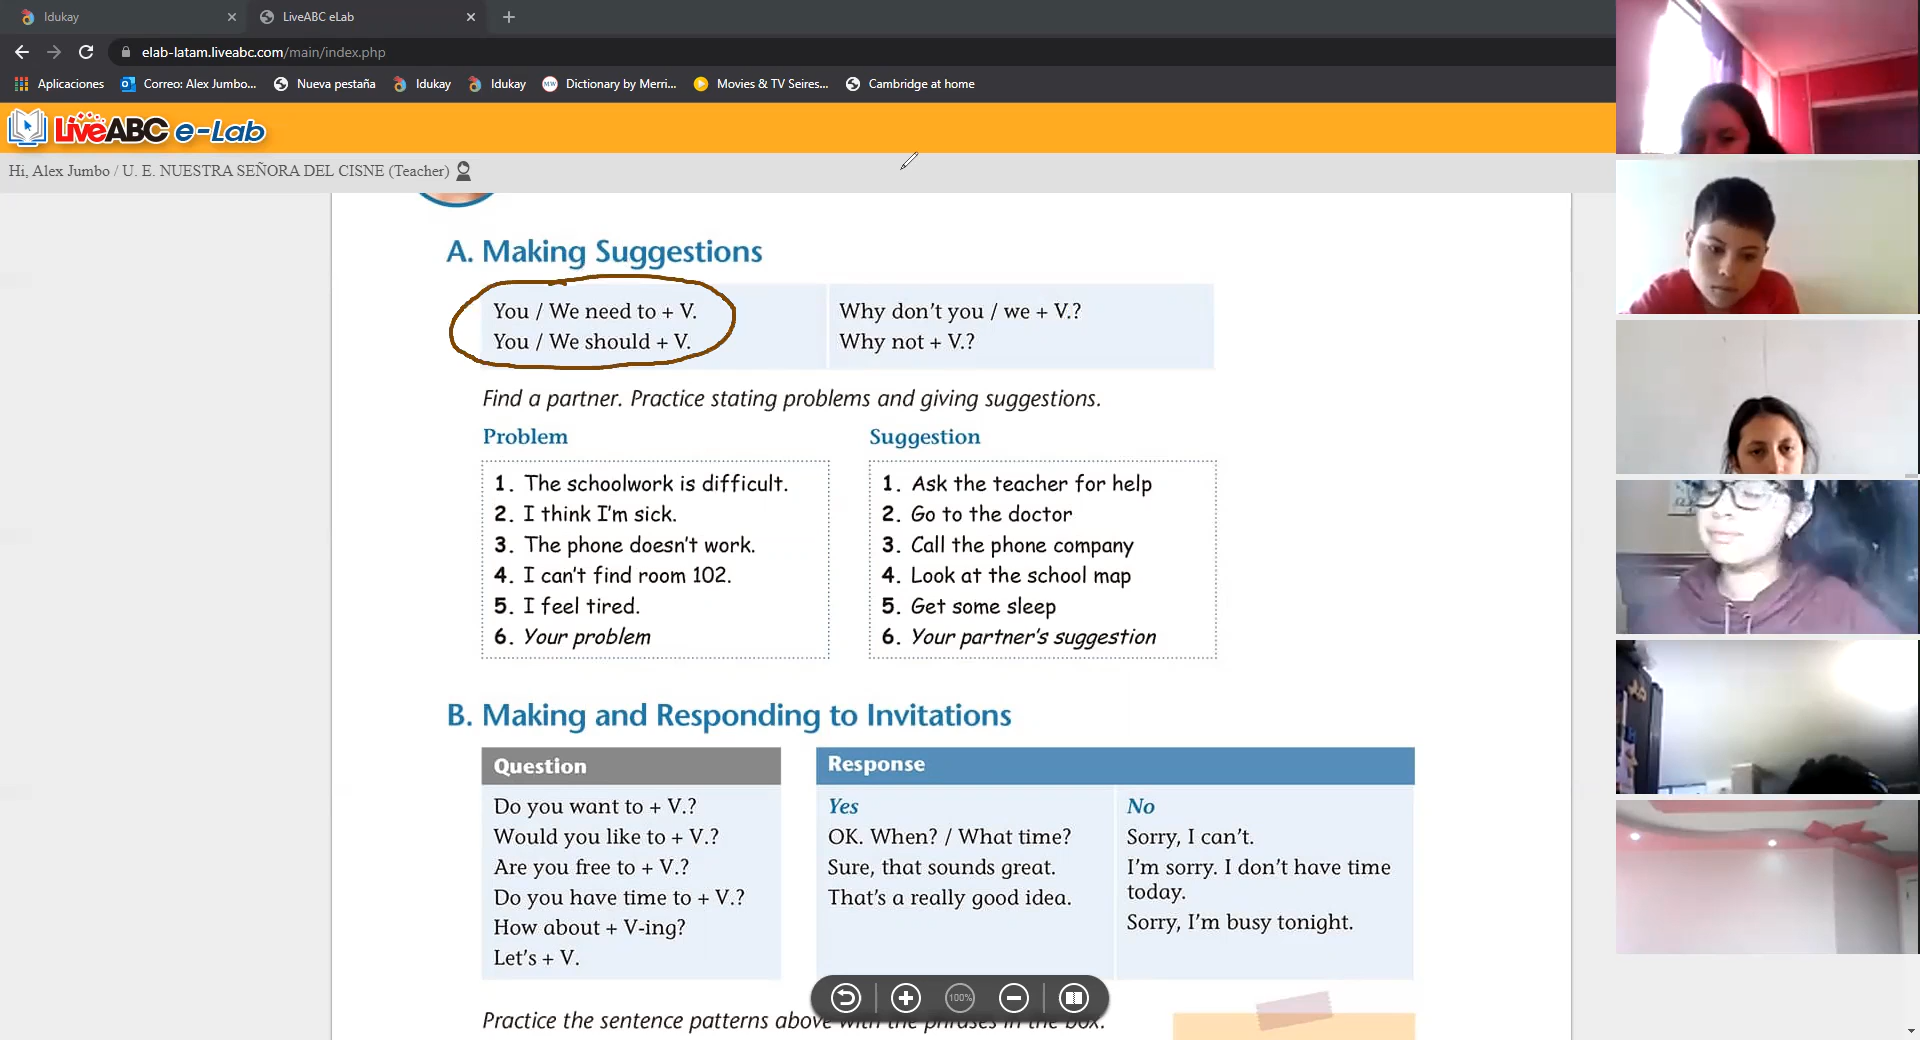 Idukay
LiveABC eLab
elab-latam.liveabc.com/main/index.php
Aplicaciones
Correo: Alex Jumbo...
Nueva pestaña
Idukay
Idukay
Dictionary by Merri...
Movies & TV Seires...
Cambridge at home
LiveABC e-Lab
Hi, Alex Jumbo / U. E. NUESTRA SEÑORA DEL CISNE (Teacher)
A. Making Suggestions
You / We need to + V.
You / We should + V.
Why don't you / we + V.?
Why not + V.?
Find a partner. Practice stating problems and giving suggestions.
Problem
1. The schoolwork is difficult.
2. I think I'm sick.
3. The phone doesn't work.
4. I can't find room 102.
5. I feel tired.
6. Your problem
Suggestion
1. Ask the teacher for help
2. Go to the doctor
3. Call the phone company
4. Look at the school map
5. Get some sleep
6. Your partner's suggestion
B. Making and Responding to Invitations
Question
Do you want to + V.?
Would you like to + V.?
Are you free to + V.?
Do you have time to + V.?
How about + V-ing?
Let's + V.
Response
Yes
OK. When? / What time?
Sure, that sounds great.
That's a really good idea.
No
Sorry, I can't.
I'm sorry. I don't have time
today.
Sorry, I'm busy tonight.
100%
Practice the sentence patterns above with the phrases in the box.